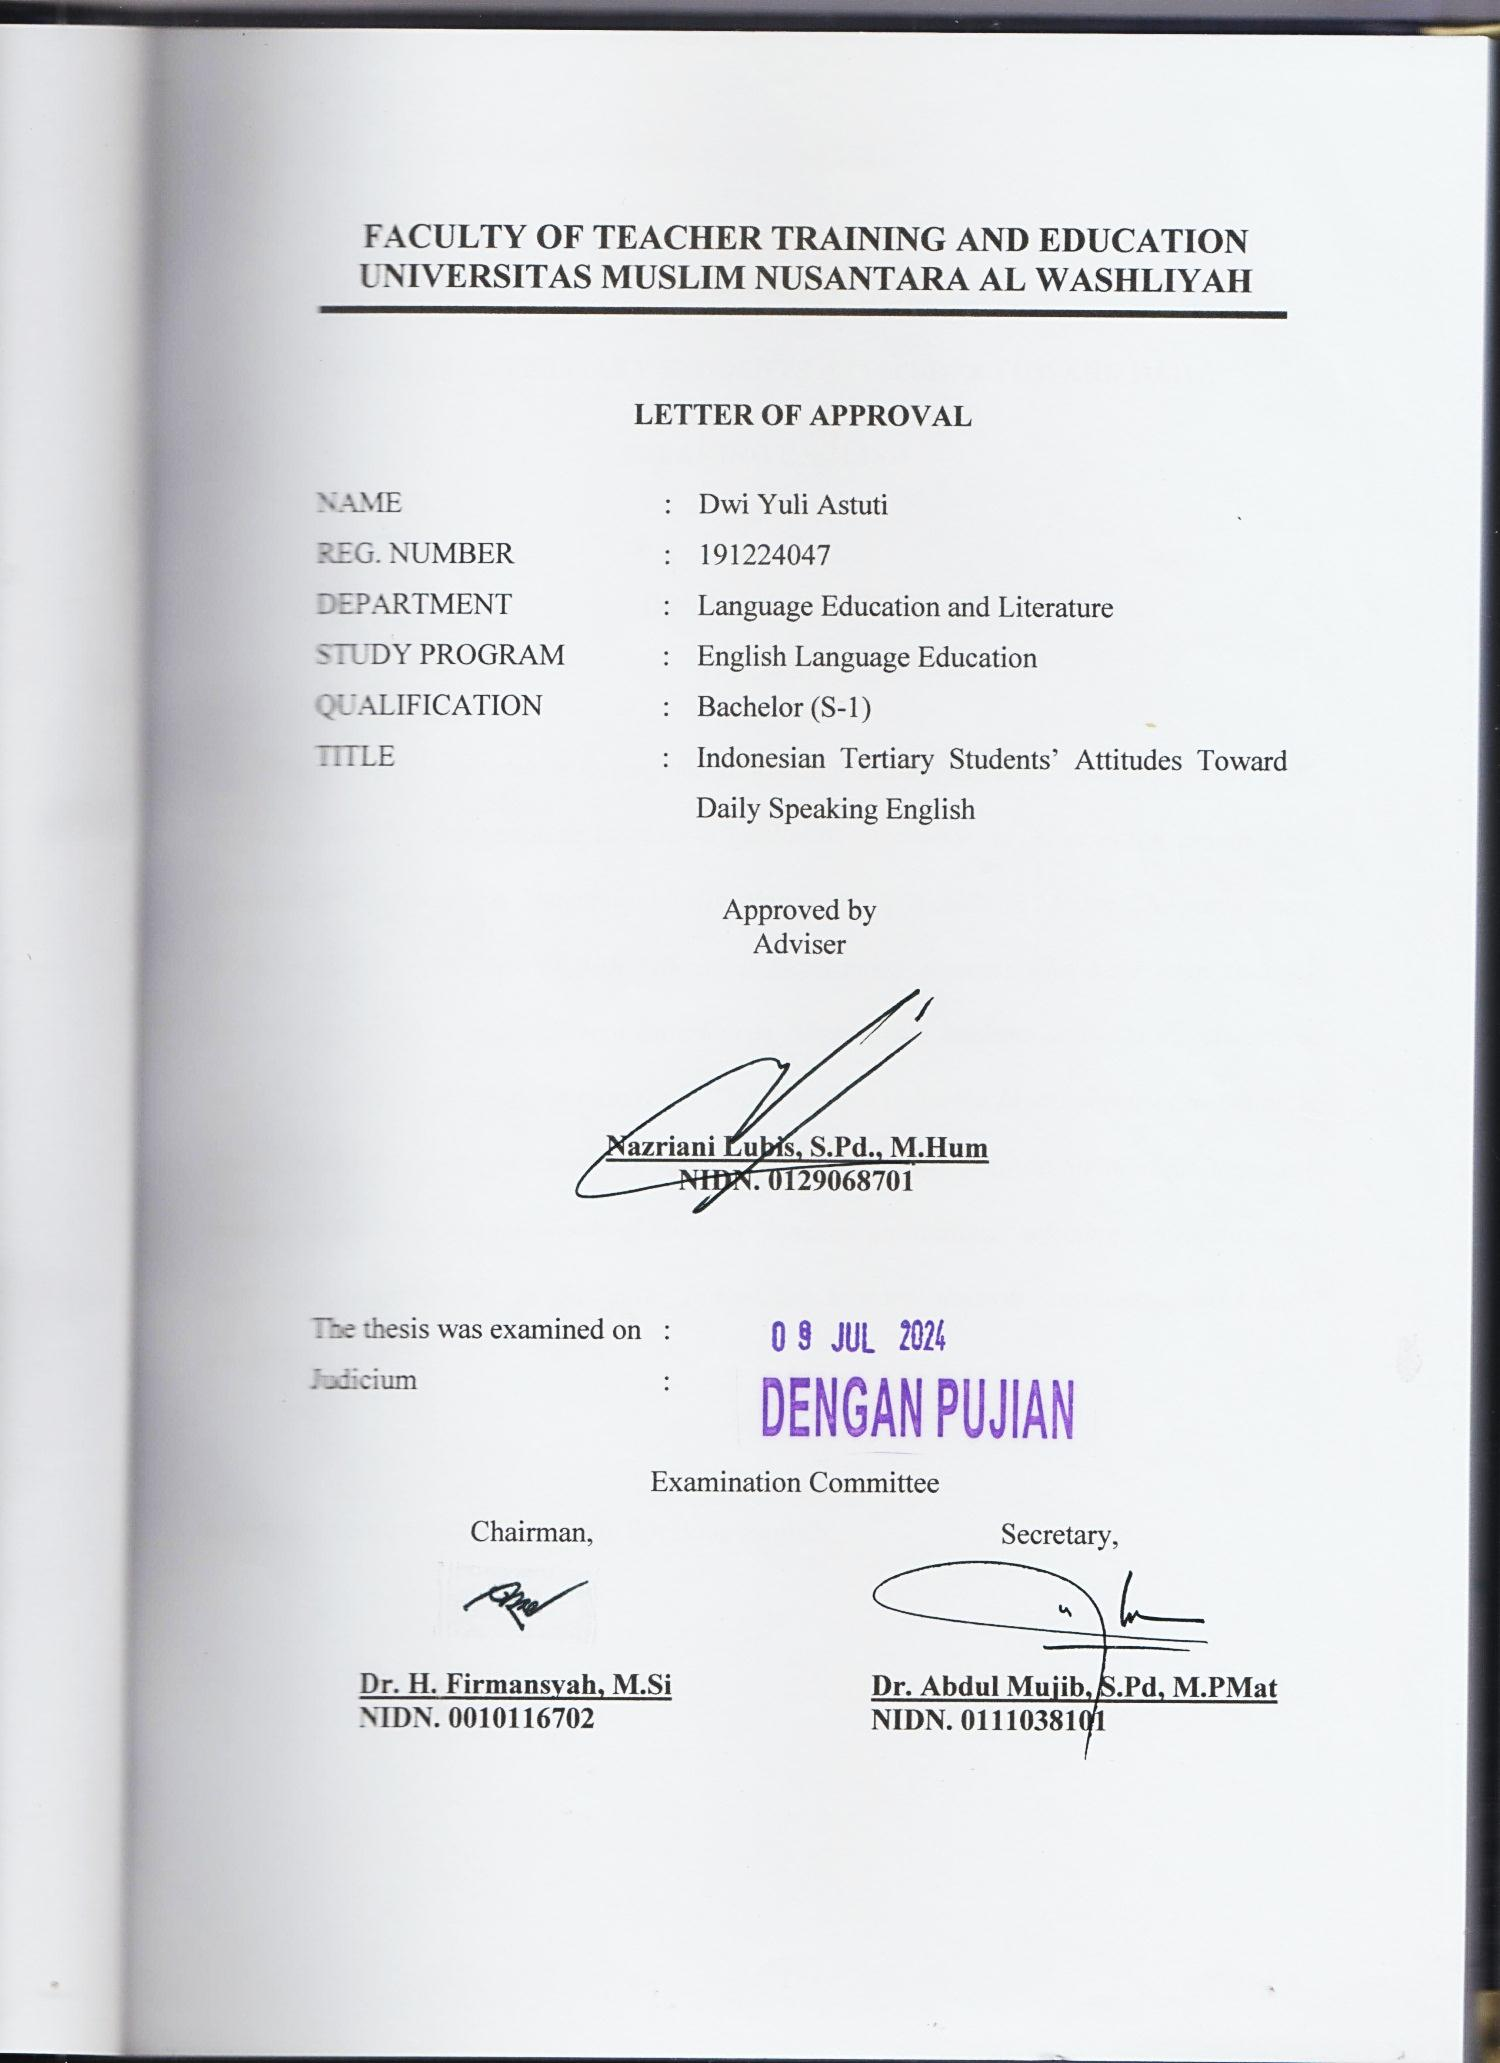 FACULTY OF TEACHER TRAINING AND EDUCATION
UNIVERSITAS MUSLIM NUSANTARA AL WASHLIYAH
LETTER OF APPROVAL
NAME : Dwi Yuli Astuti
REG. NUMBER : 191224047
DEPARTMENT : Language Education and Literature
STUDY PROGRAM : English Language Education
QUALIFICATION : Bachelor (S-1)
TITLE : Indonesian Tertiary Students’ Attitudes Toward
Daily Speaking English
Approved by
Adviser
Nazriani Lubis, S.Pd., M.Hum
NIDN. 0129068701
The thesis was examined on : 09 JUL 2024
Judicium : DENGAN PUJIAN
Examination Committee
Chairman, Secretary,
Dr. H. Firmansyah, M.Si Dr. Abdul Mujib, S.Pd, M.PMat
NIDN. 0010116702 NIDN. 0111038101